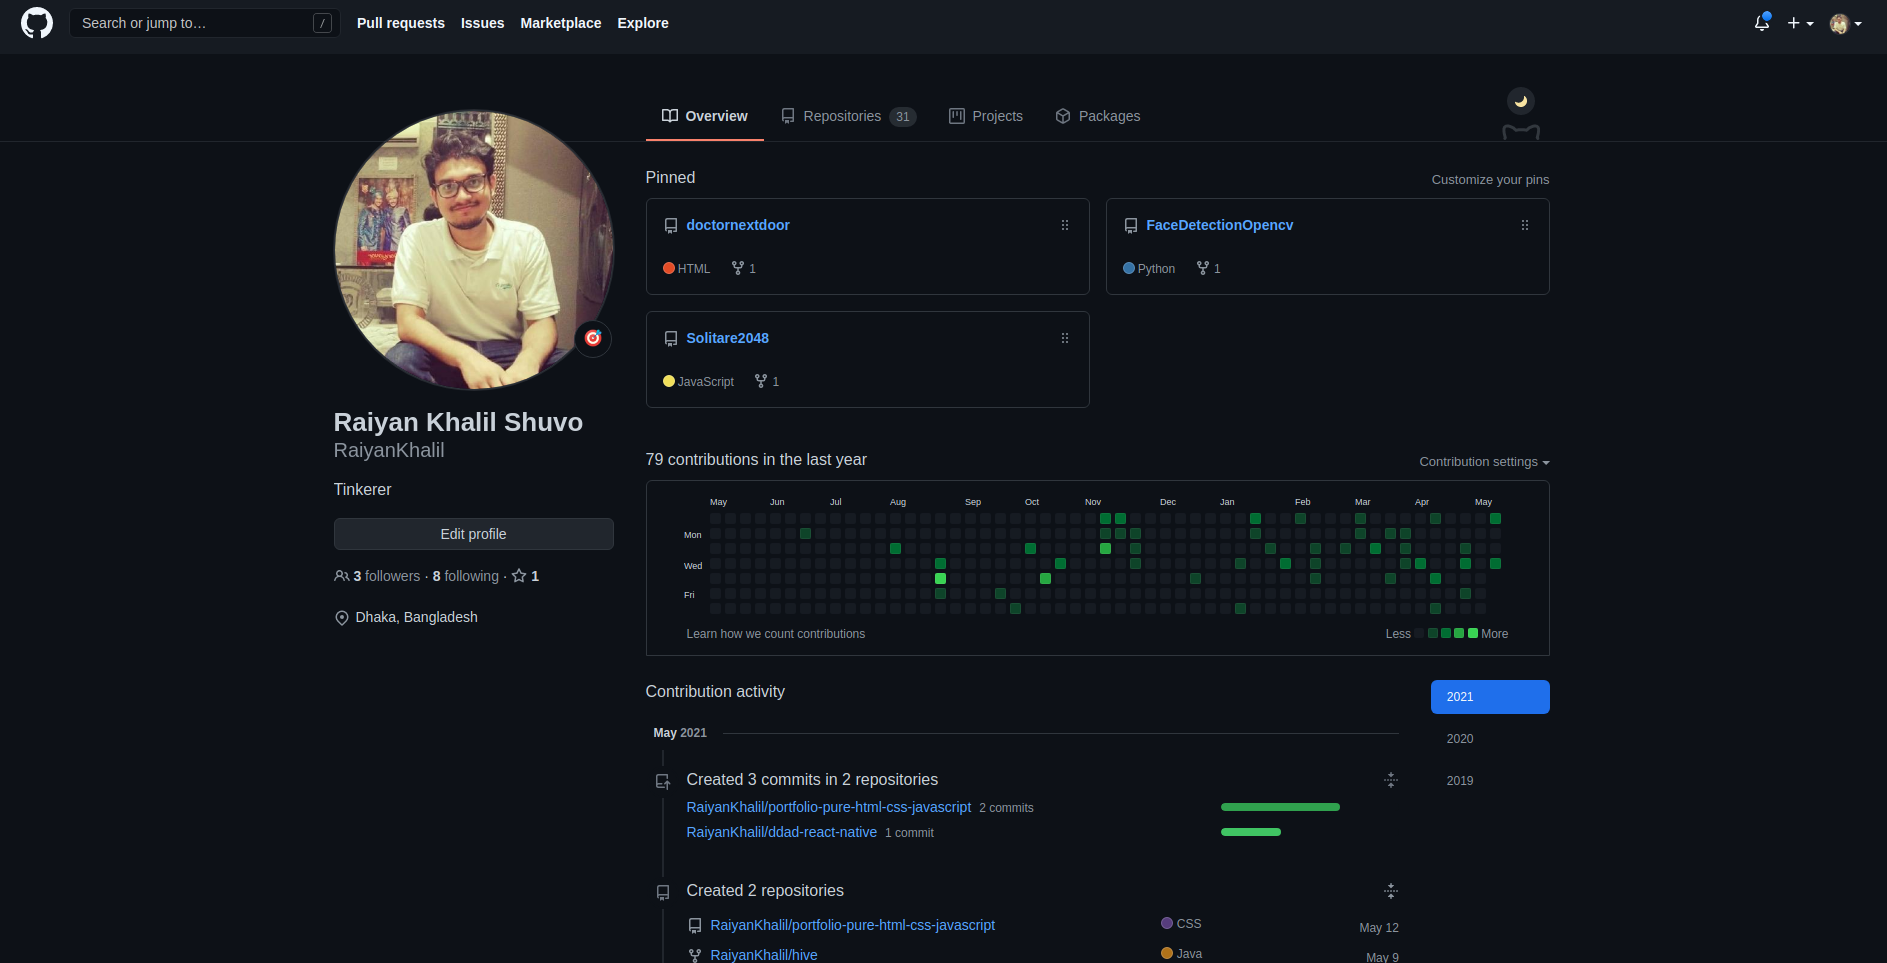 Search or jump to… /
Pull requests Issues Marketplace Explore
Overview Repositories 31 Projects Packages
Raiyan Khalil Shuvo
RaiyanKhalil
Tinkerer
Edit profile
3 followers · 8 following · 1
Dhaka, Bangladesh
Pinned
Customize your pins
doctornextdoor
HTML 1
FaceDetectionOpencv
Python 1
Solitare2048
JavaScript 1
79 contributions in the last year
Contribution settings
May Jun Jul Aug Sep Oct Nov Dec Jan Feb Mar Apr May
Mon
Wed
Fri
Learn how we count contributions
Less More
Contribution activity
2021
2020
2019
May 2021
Created 3 commits in 2 repositories
RaiyanKhalil/portfolio-pure-html-css-javascript 2 commits
RaiyanKhalil/ddad-react-native 1 commit
Created 2 repositories
RaiyanKhalil/portfolio-pure-html-css-javascript CSS May 12
RaiyanKhalil/hive Java May 9